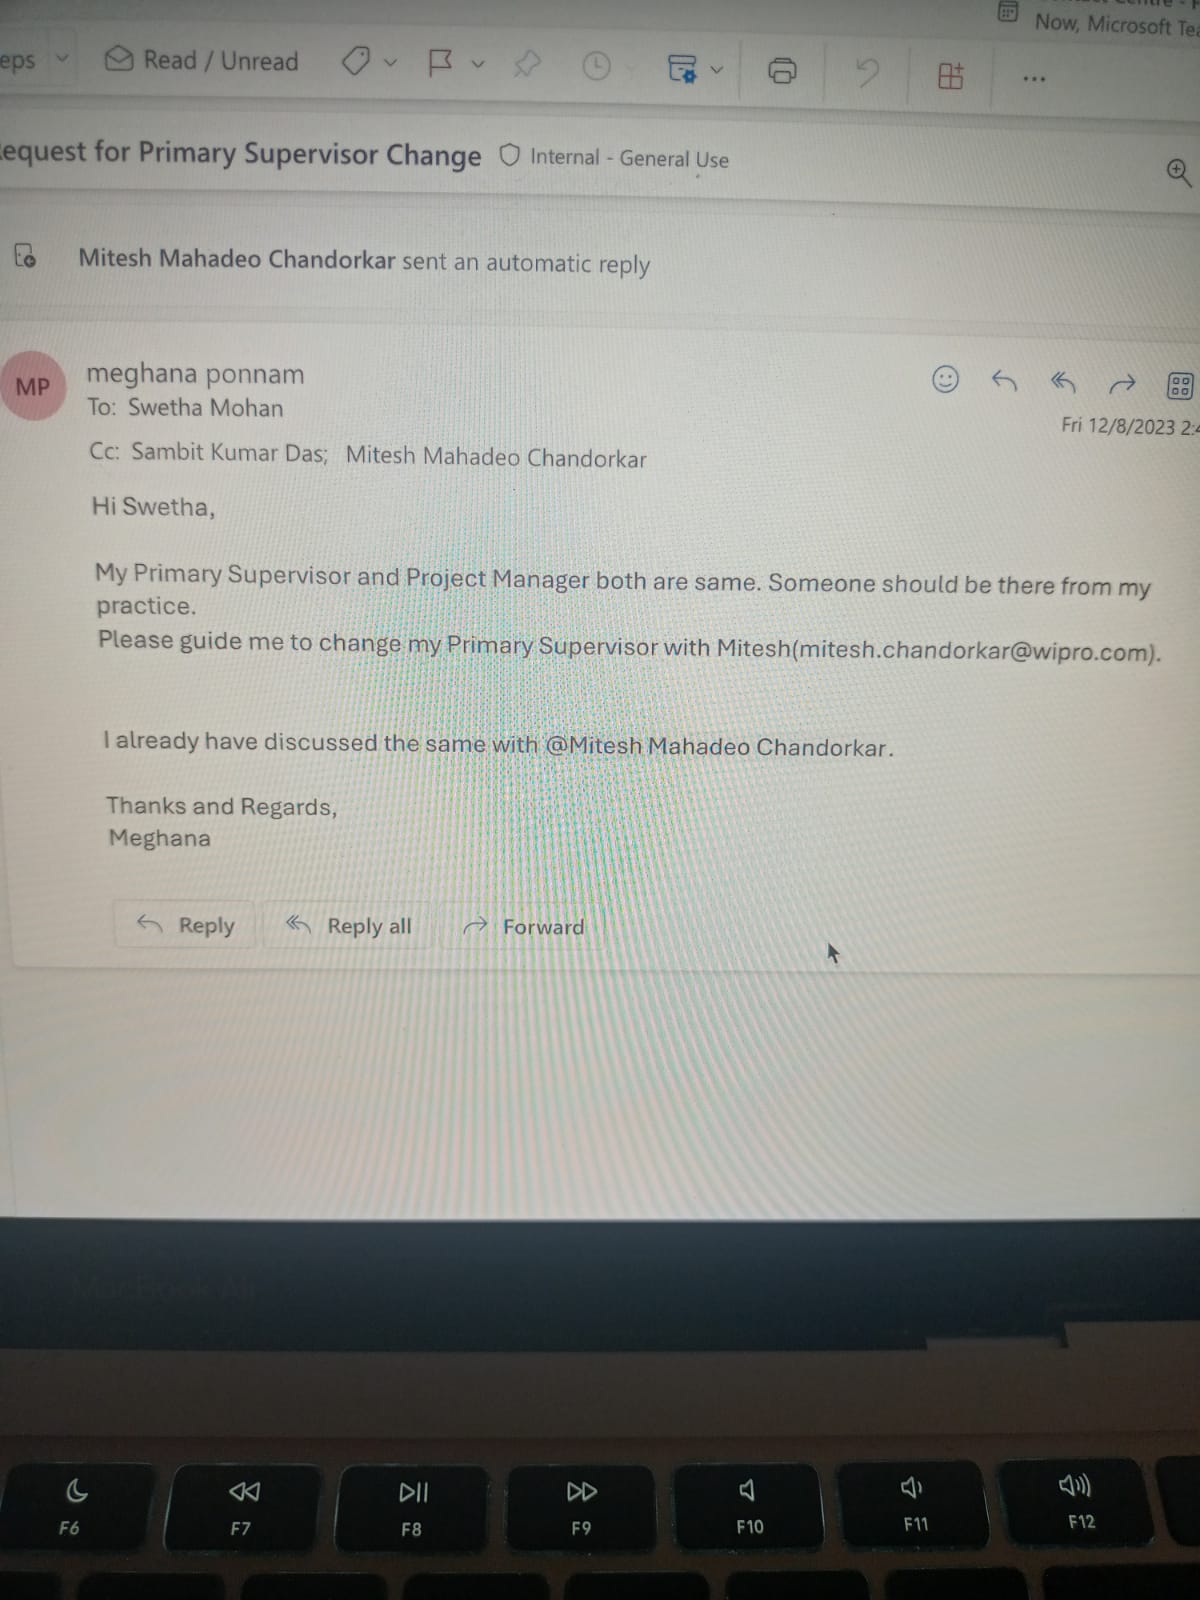 Now, Microsoft
eps Read / Unread
equest for Primary Supervisor Change Internal - General Use
Mitesh Mahadeo Chandorkar sent an automatic reply
MP
meghana ponnam
To: Swetha Mohan
Fri 12/8/2023
Cc: Sambit Kumar Das; Mitesh Mahadeo Chandorkar
Hi Swetha,
My Primary Supervisor and Project Manager both are same. Someone should be there from my
practice.
Please guide me to change my Primary Supervisor with Mitesh(mitesh.chandorkar@wipro.com).
I already have discussed the same with @Mitesh Mahadeo Chandorkar.
Thanks and Regards,
Meghana
Reply Reply all Forward
MacBook Air
F6 F7 F8 F9 F10 F11 F12